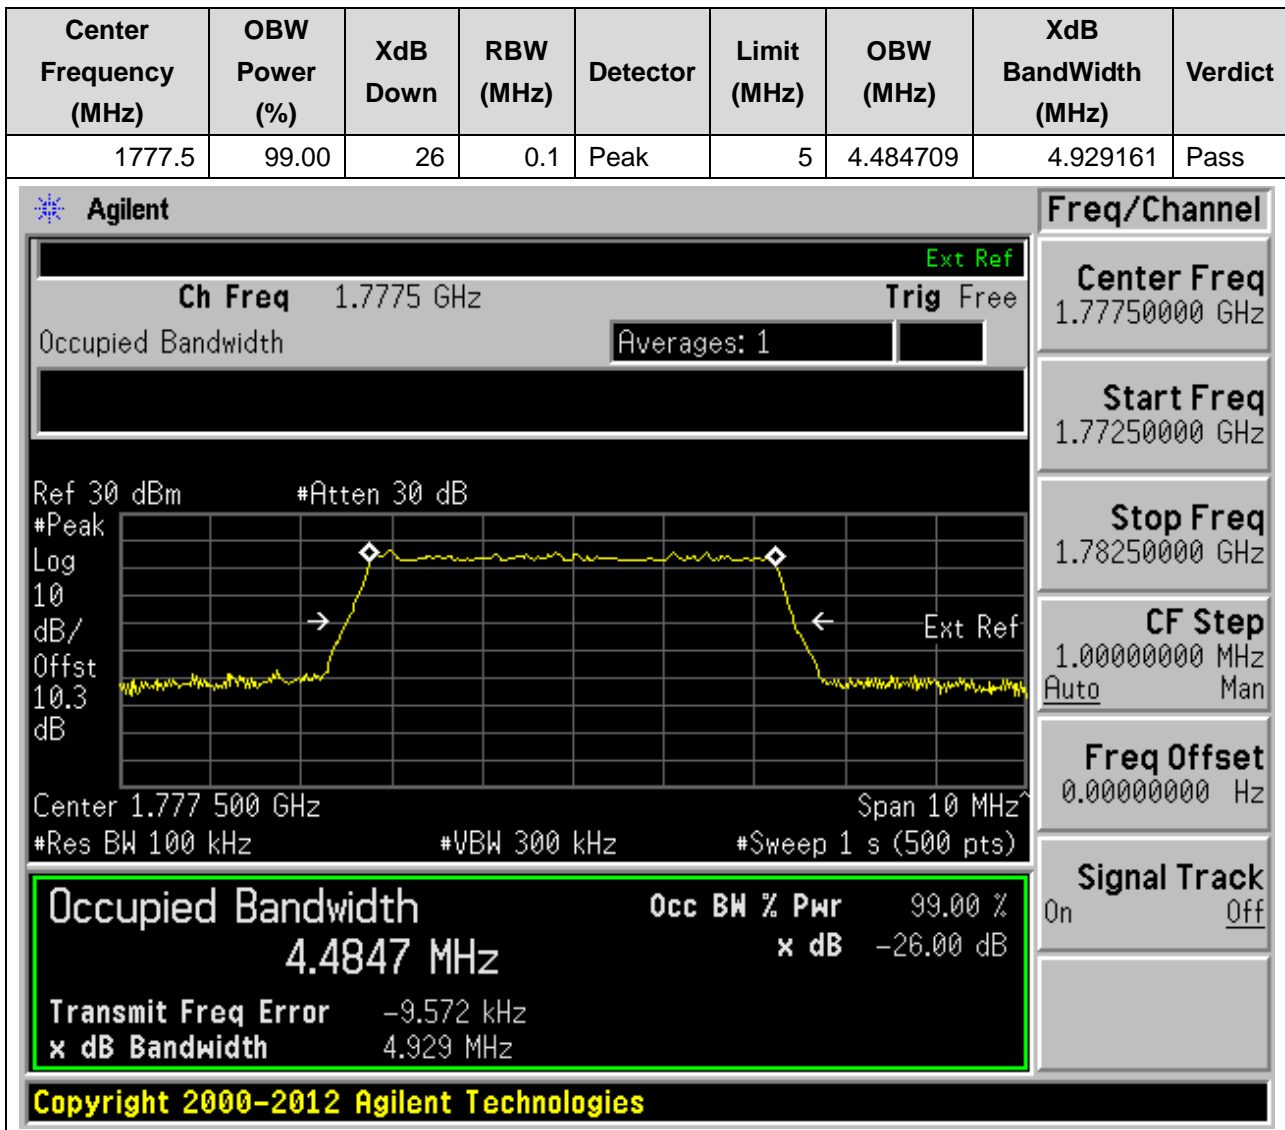 Center Frequency (MHz) OBW Power (%) XdB Down RBW (MHz) Detector Limit (MHz) OBW (MHz) XdB BandWidth (MHz) Verdict
1777.5 99.00 26 0.1 Peak 5 4.484709 4.929161 Pass
Agilent Freq/Channel
Ext Ref
Ch Freq 1.7775 GHz Trig Free
Occupied Bandwidth Averages: 1
Center Freq
1.77750000 GHz
Start Freq
1.77250000 GHz
Stop Freq
1.78250000 GHz
CF Step
1.00000000 MHz
Auto Man
Freq Offset
0.00000000 Hz
Signal Track
On Off
Ref 30 dBm #Atten 30 dB
#Peak
Log
10
dB/
Offst
10.3
dB
Ext Ref
Center 1.777 500 GHz Span 10 MHz^
#Res BW 100 kHz #VBW 300 kHz #Sweep 1 s (500 pts)
Occupied Bandwidth Occ BW % Pwr 99.00 %
4.4847 MHz x dB -26.00 dB
Transmit Freq Error -9.572 kHz
x dB Bandwidth 4.929 MHz
Copyright 2000-2012 Agilent Technologies